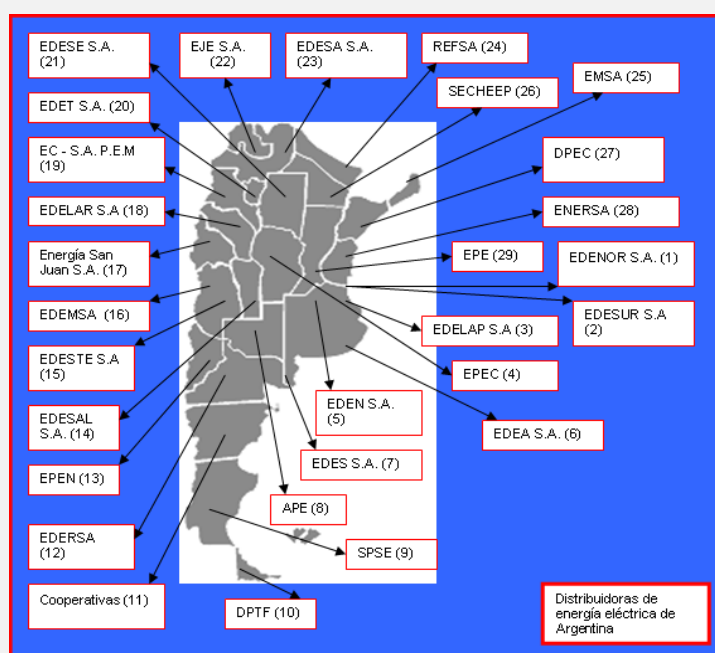 EDESE S.A.
(21)
EJE S.A.
(22)
EDESA S.A.
(23)
REFSA (24)
EMSA (25)
SECHEEP (26)
EDET S.A. (20)
EC - S.A. P.E.M
(19)
DPEC (27)
EDELAR S.A (18)
ENERSA (28)
Energía San
Juan S.A. (17)
EPE (29)
EDENOR S.A. (1)
EDEMSA (16)
EDESUR S.A
(2)
EDELAP S.A (3)
EDESTE S.A
(15)
EPEC (4)
EDESAL
S.A. (14)
EDEN S.A.
(5)
EDEA S.A. (6)
EPEN (13)
EDES S.A. (7)
APE (8)
EDERSA
(12)
SPSE (9)
Cooperativas (11)
DPTF (10)
Distribuidoras de
energía eléctrica de
Argentina